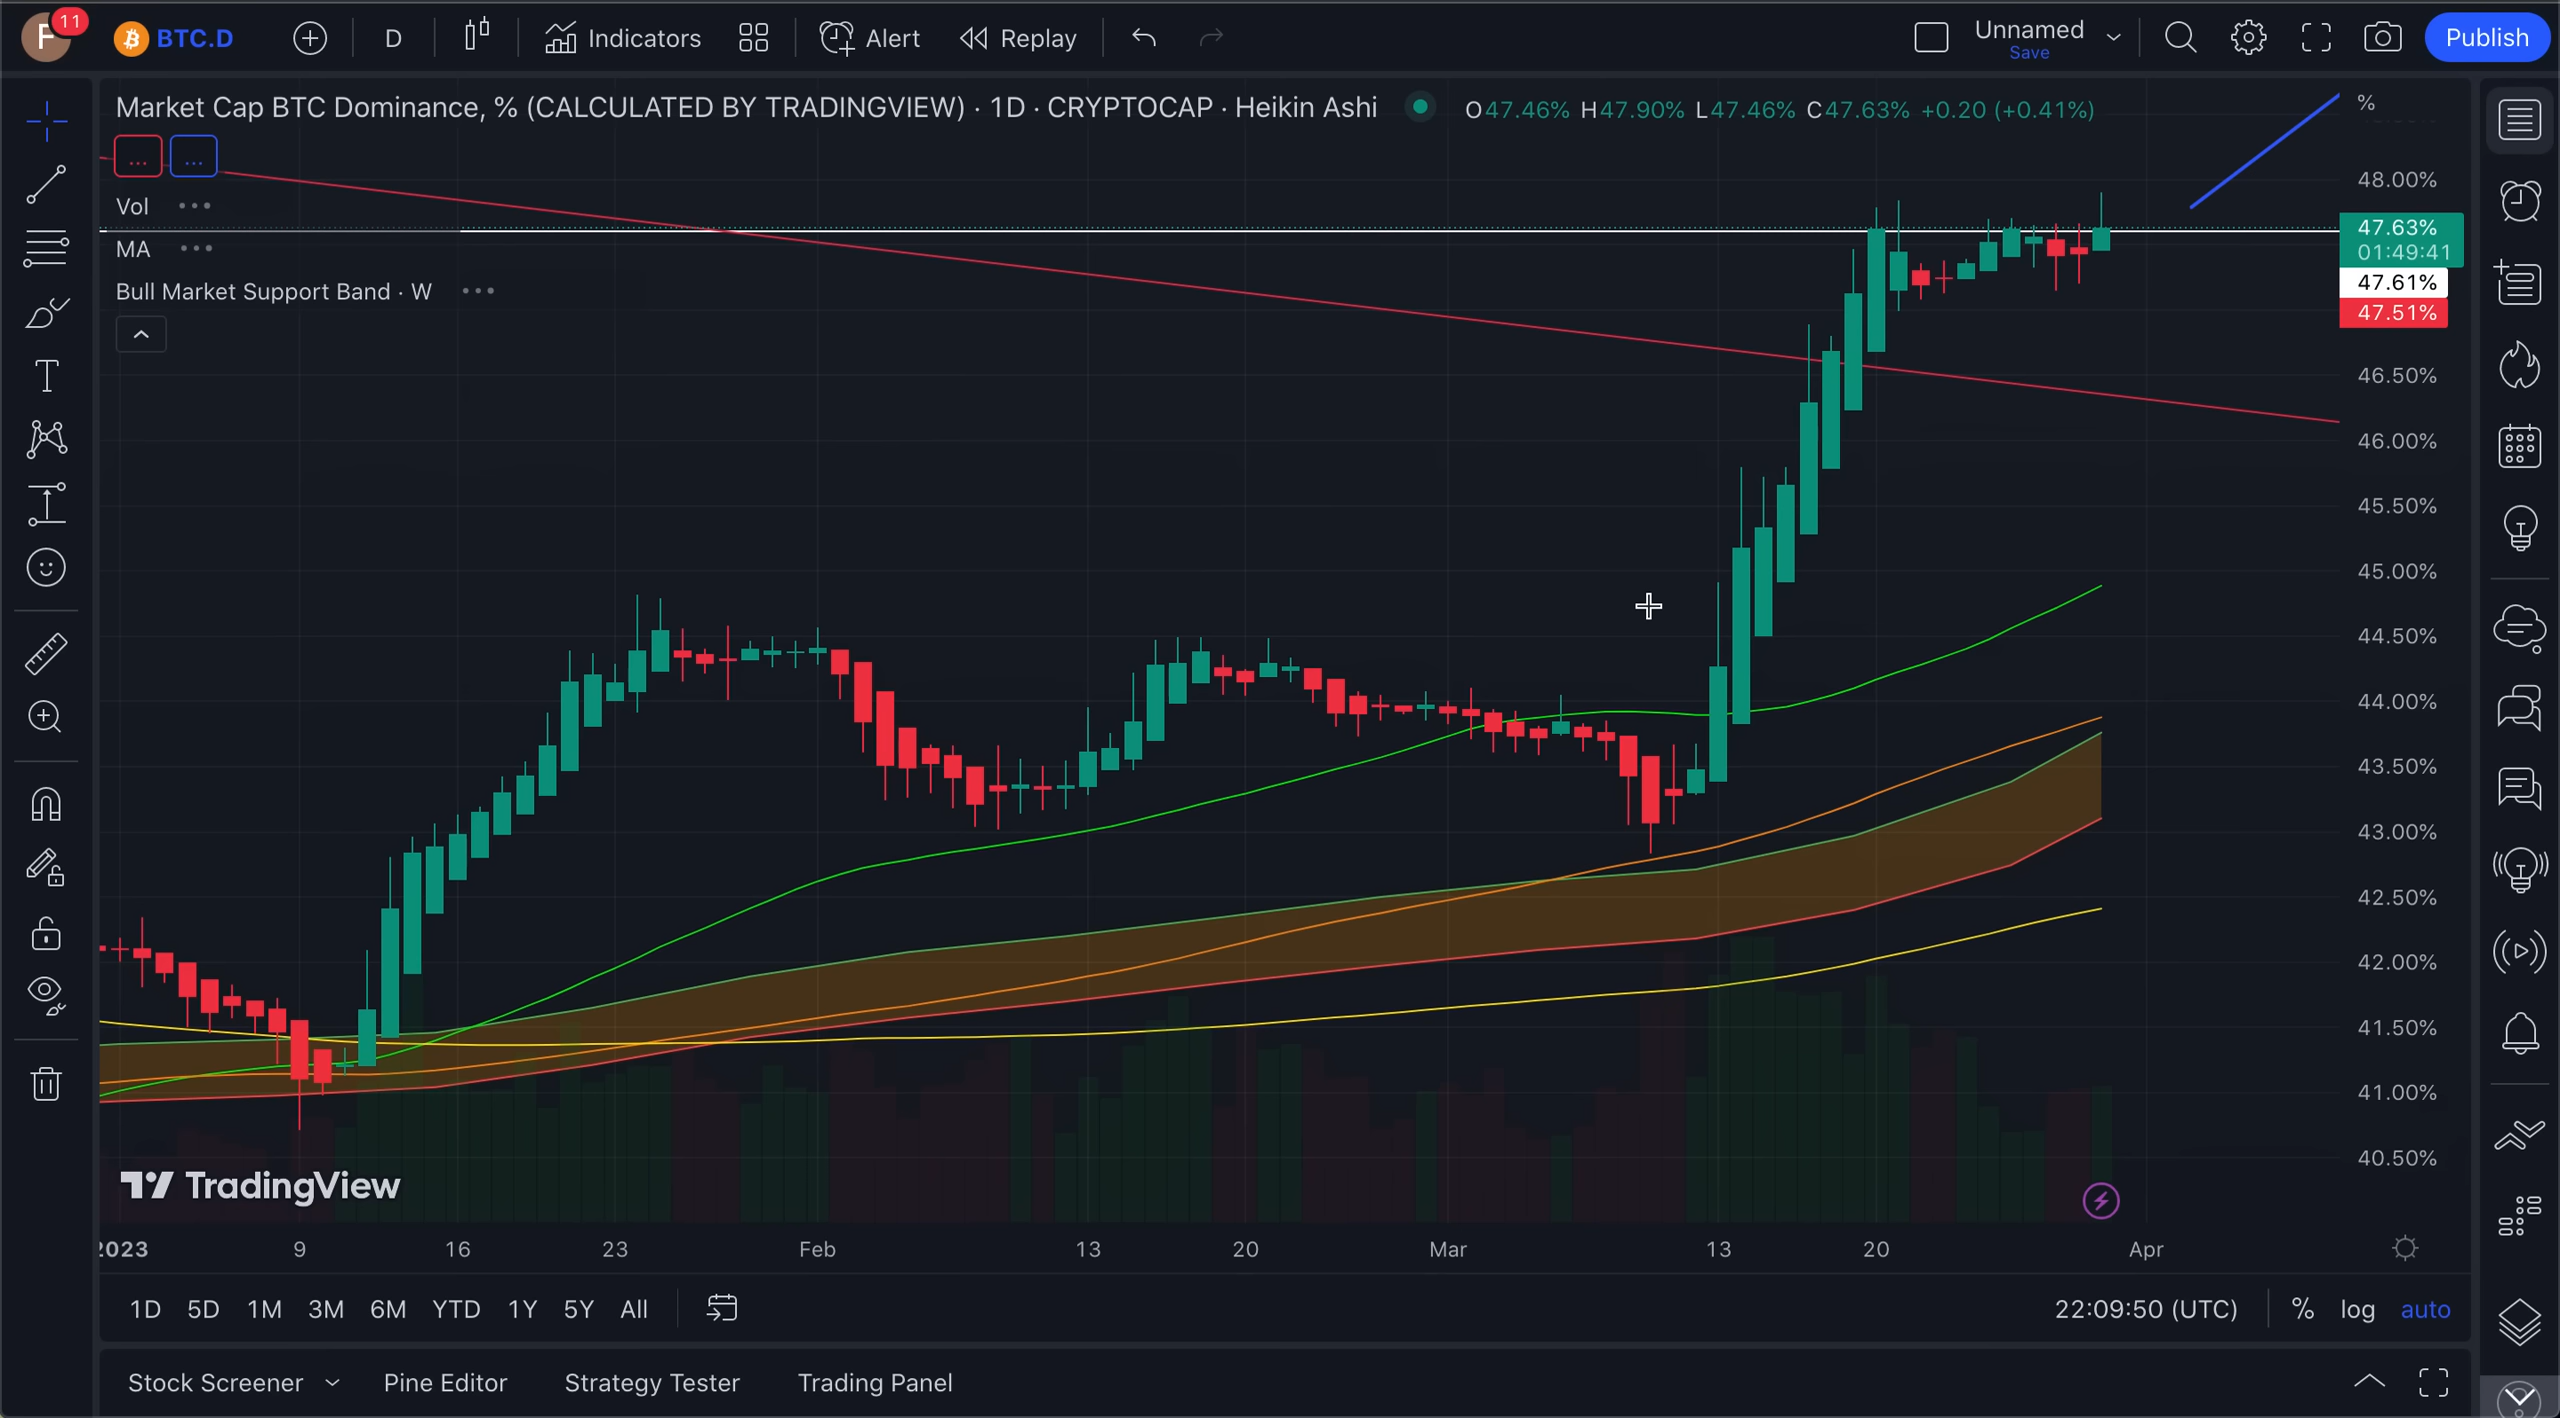 F 11 BTC.D D Indicators Alert Replay Unnamed Publish
Save
Market Cap BTC Dominance, % (CALCULATED BY TRADINGVIEW) · 1D · CRYPTOCAP · Heikin Ashi O47.46% H47.90% L47.46% C47.63% +0.20 (+0.41%) %
... ...
Vol
MA
Bull Market Support Band · W
48.00%
47.63%
01:49:41
47.61%
47.51%
46.50%
46.00%
45.50%
45.00%
44.50%
44.00%
43.50%
43.00%
42.50%
42.00%
41.50%
41.00%
40.50%
TradingView
2023 9 16 23 Feb 13 20 Mar 13 20 Apr
1D 5D 1M 3M 6M YTD 1Y 5Y All 22:09:50 (UTC) % log auto
Stock Screener Pine Editor Strategy Tester Trading Panel